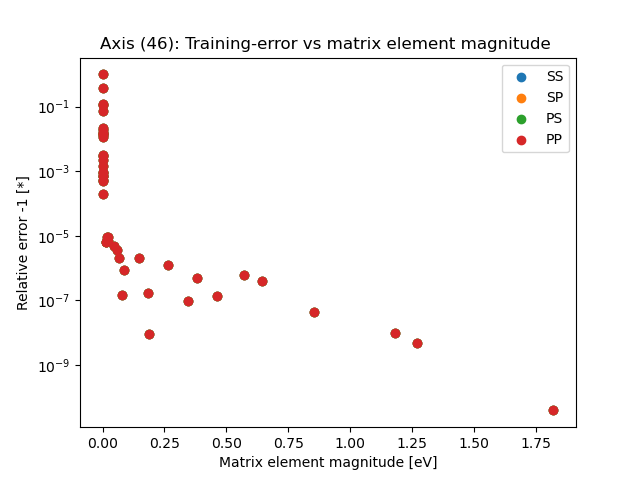 Axis (46): Training-error vs matrix element magnitude
SS
SP
PS
PP
Relative error -1 [*]
10⁻¹
10⁻³
10⁻⁵
10⁻⁷
10⁻⁹
0.00 0.25 0.50 0.75 1.00 1.25 1.50 1.75
Matrix element magnitude [eV]